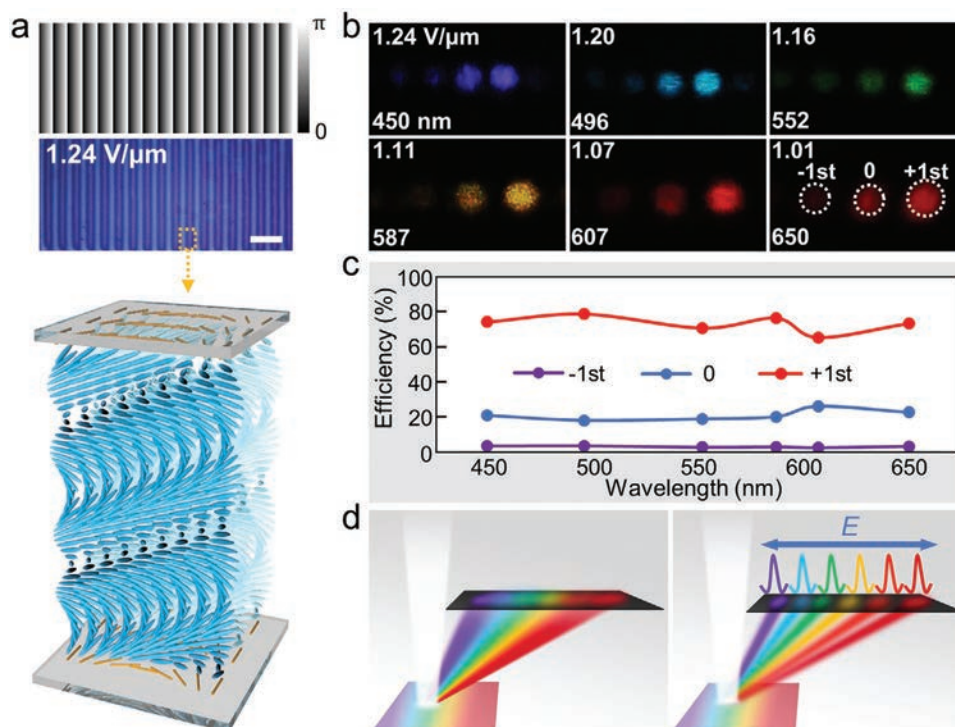 a
π
0
1.24 V/μm
b
1.24 V/μm
450 nm
1.20
496
1.16
552
1.11
587
1.07
607
1.01
-1st 0 +1st
650
c
Efficiency (%)
100
80
60
40
20
0
-1st 0 +1st
450 500 550 600 650
Wavelength (nm)
d
E